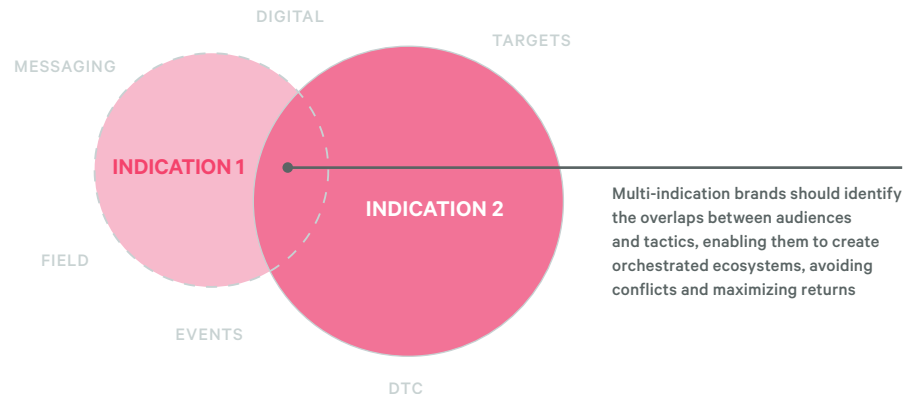 DIGITAL
TARGETS
MESSAGING
INDICATION 1
INDICATION 2
Multi-indication brands should identify
the overlaps between audiences
and tactics, enabling them to create
orchestrated ecosystems, avoiding
conflicts and maximizing returns
FIELD
EVENTS
DTC